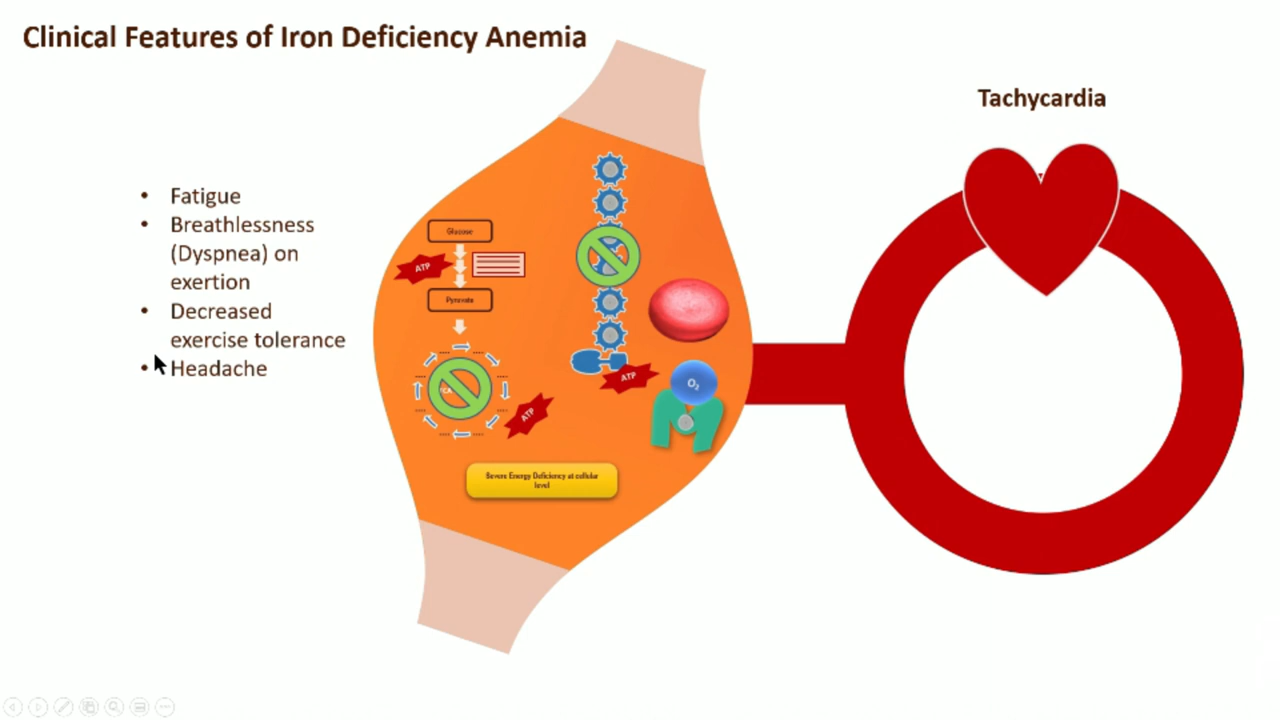 Clinical Features of Iron Deficiency Anemia
Tachycardia
• Fatigue
• Breathlessness
(Dyspnea) on
exertion
• Decreased
exercise tolerance
• Headache
Glucose
ATP
Pyruvate
ATP
ATP
O2
Severe Energy Deficiency at cellular
level